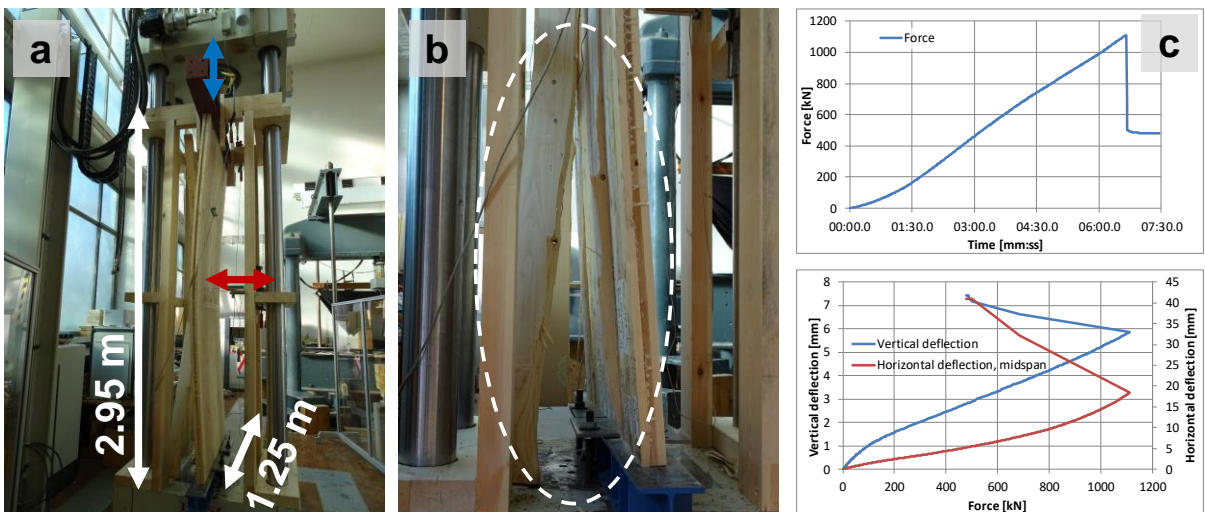 a
2.95 m
1.25 m
b
c
1200
1000
800
600
400
200
0
Force [kN]
Force
00:00.0 01:30.0 03:00.0 04:30.0 06:00.0 07:30.0
Time [mm:ss]
8
7
6
5
4
3
2
1
0
Vertical deflection [mm]
Vertical deflection
Horizontal deflection, midspan
45
40
35
30
25
20
15
10
5
0
Horizontal deflection [mm]
0 200 400 600 800 1000 1200
Force [kN]